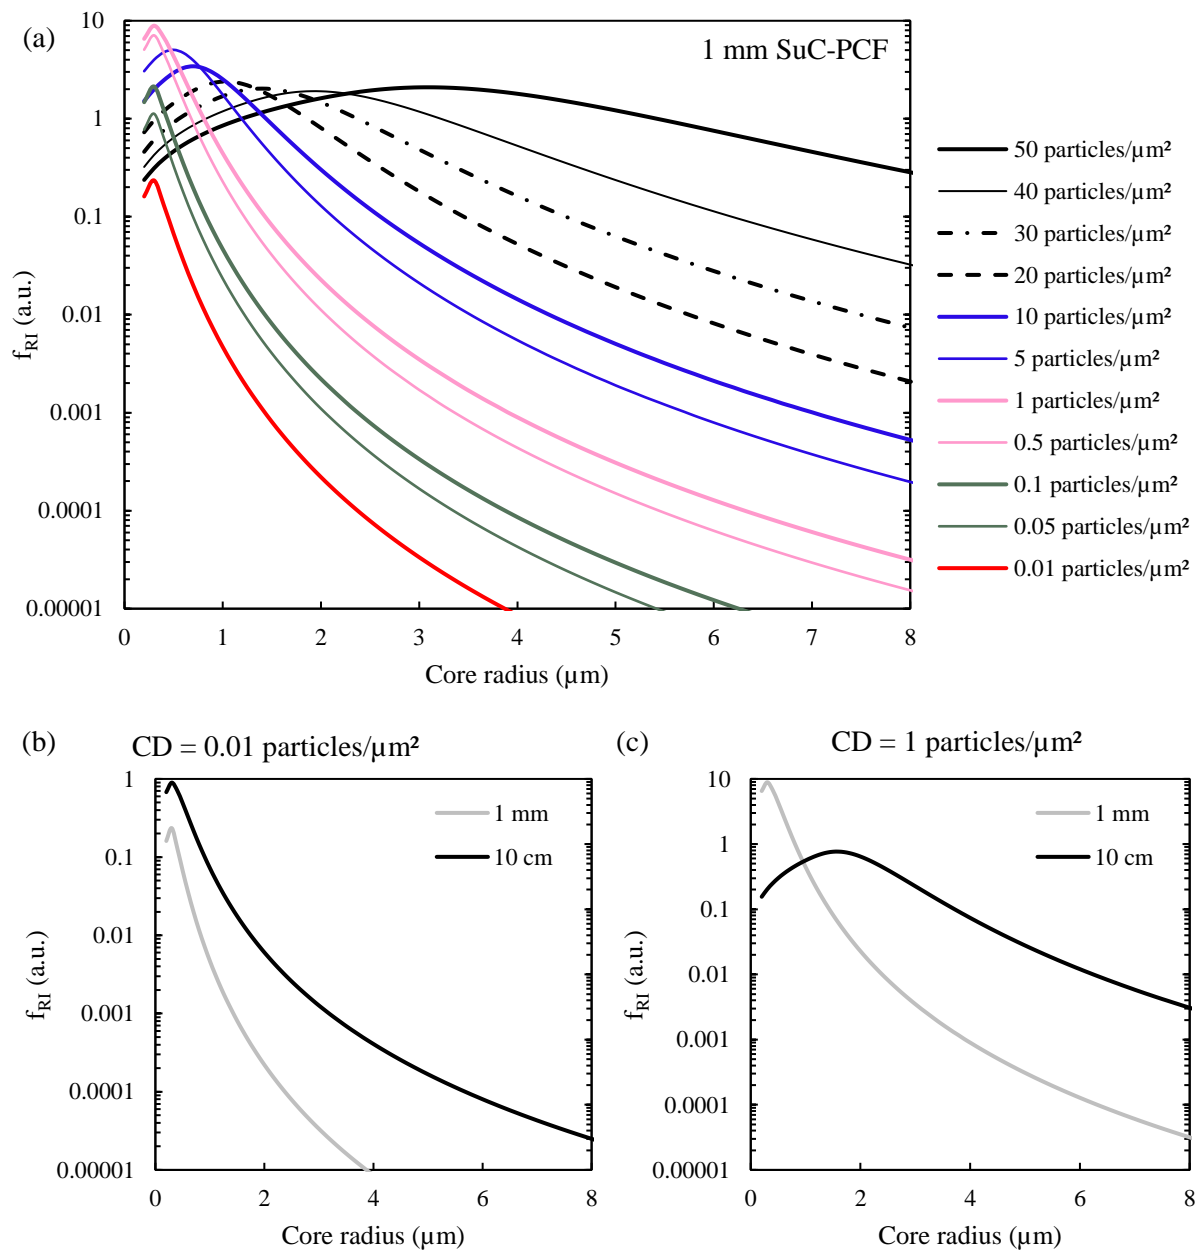 (a)
1 mm SuC-PCF
10
1
0.1
0.01
0.001
0.0001
0.00001
f_RI (a.u.)
0 1 2 3 4 5 6 7 8
Core radius (µm)
50 particles/µm²
40 particles/µm²
30 particles/µm²
20 particles/µm²
10 particles/µm²
5 particles/µm²
1 particles/µm²
0.5 particles/µm²
0.1 particles/µm²
0.05 particles/µm²
0.01 particles/µm²
(b)
CD = 0.01 particles/µm²
1
0.1
0.01
0.001
0.0001
0.00001
f_RI (a.u.)
1 mm
10 cm
0 2 4 6 8
Core radius (µm)
(c)
CD = 1 particles/µm²
10
1
0.1
0.01
0.001
0.0001
0.00001
f_RI (a.u.)
1 mm
10 cm
0 2 4 6 8
Core radius (µm)